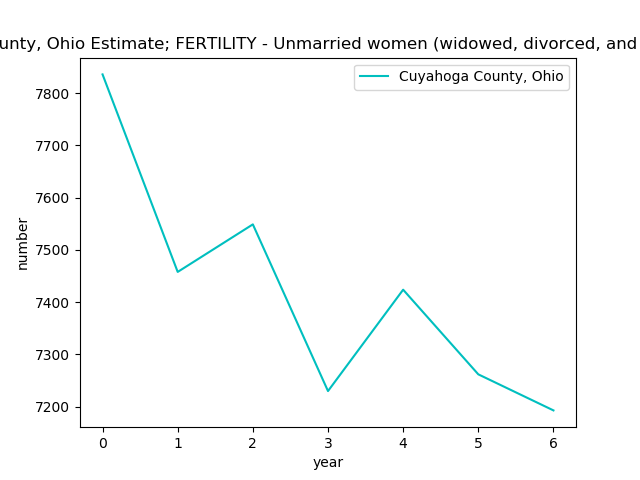 unty, Ohio Estimate; FERTILITY - Unmarried women (widowed, divorced, and
Cuyahoga County, Ohio
7800
7700
7600
7500
7400
7300
7200
number
0 1 2 3 4 5 6
year